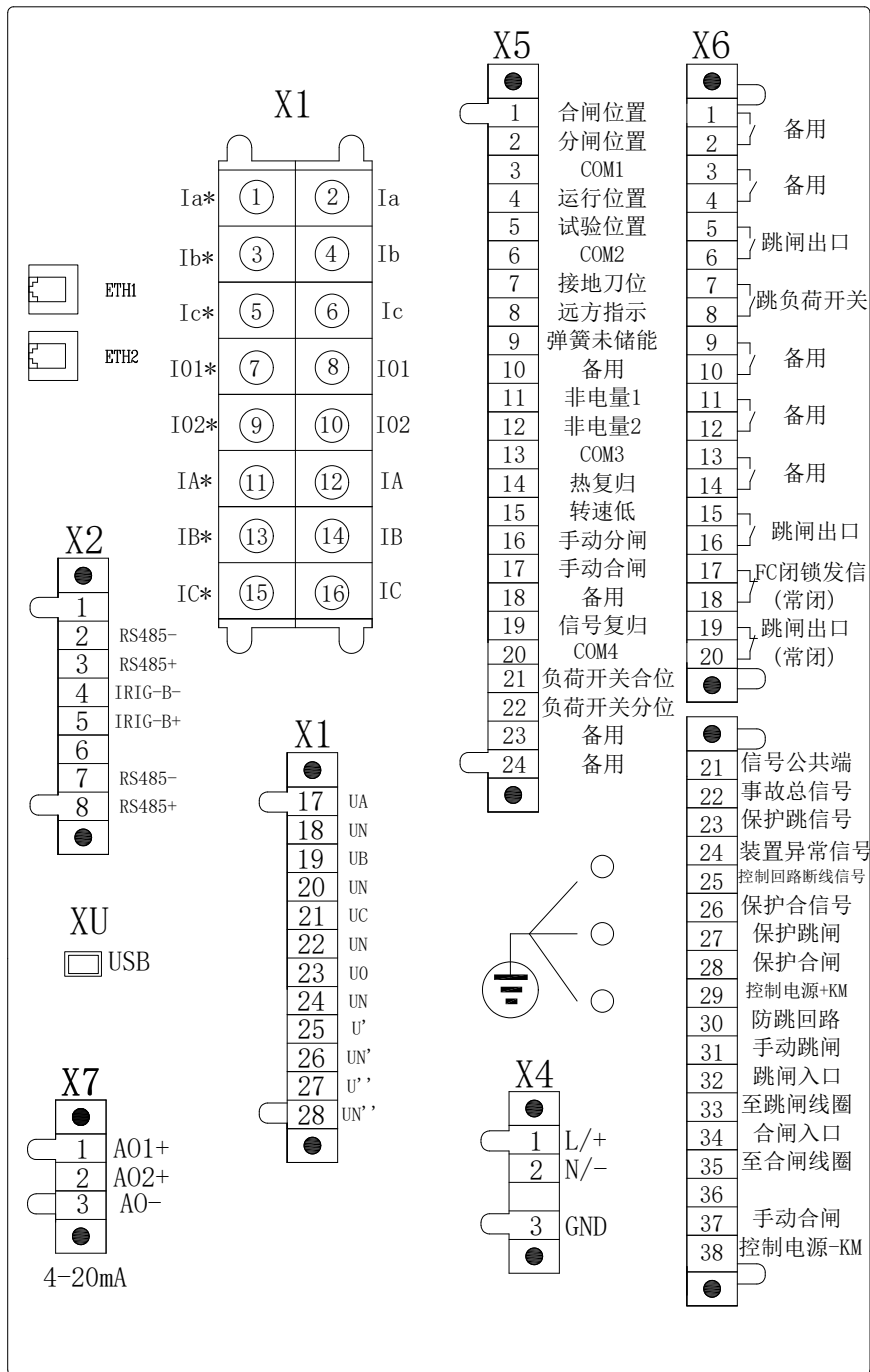 X1
Ia* 1 2 Ia
Ib* 3 4 Ib
Ic* 5 6 Ic
I01* 7 8 I01
I02* 9 10 I02
IA* 11 12 IA
IB* 13 14 IB
IC* 15 16 IC
ETH1
ETH2
X2
1
2 RS485-
3 RS485+
4 IRIG-B-
5 IRIG-B+
6
7 RS485-
8 RS485+
XU
USB
X7
1 AO1+
2 AO2+
3 AO-
4-20mA
X1
17 UA
18 UN
19 UB
20 UN
21 UC
22 UN
23 U0
24 UN
25 U'
26 UN'
27 U''
28 UN''
X5
1 合闸位置
2 分闸位置
3 COM1
4 运行位置
5 试验位置
6 COM2
7 接地刀位
8 远方指示
9 弹簧未储能
10 备用
11 非电量1
12 非电量2
13 COM3
14 热复归
15 转速低
16 手动分闸
17 手动合闸
18 备用
19 信号复归
20 COM4
21 负荷开关合位
22 负荷开关分位
23 备用
24 备用
X4
1 L/+
2 N/-
3 GND
X6
1
2
备用
3
4
备用
5
6
跳闸出口
7
8
跳负荷开关
9
10
备用
11
12
备用
13
14
备用
15
16
跳闸出口
17 FC闭锁发信
18 (常闭)
19 跳闸出口
20 (常闭)
21 信号公共端
22 事故总信号
23 保护跳信号
24 装置异常信号
25 控制回路断线信号
26 保护合信号
27 保护跳闸
28 保护合闸
29 控制电源+KM
30 防跳回路
31 手动跳闸
32 跳闸入口
33 至跳闸线圈
34 合闸入口
35 至合闸线圈
36
37 手动合闸
38 控制电源-KM